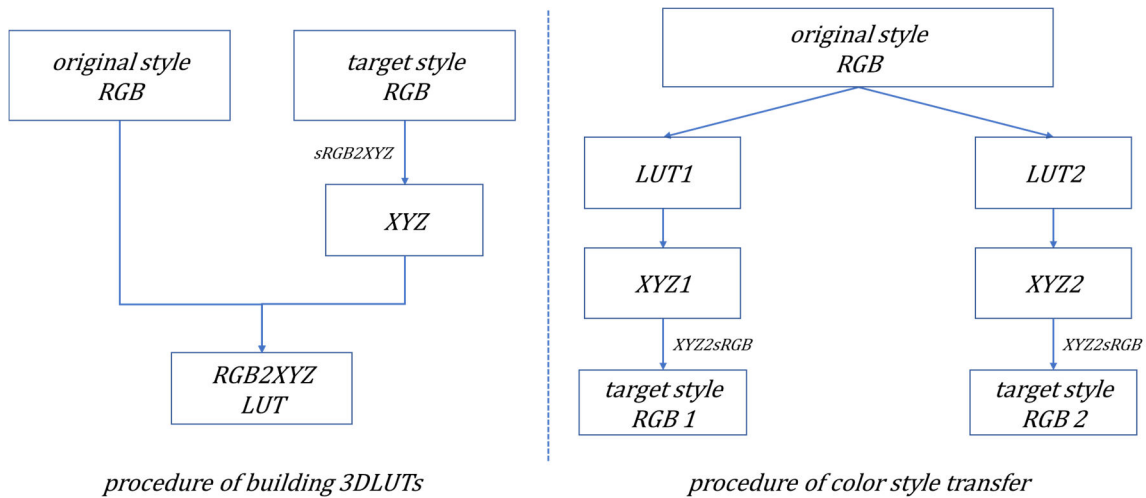 original style
RGB
target style
RGB
sRGB2XYZ
XYZ
RGB2XYZ
LUT
procedure of building 3DLUTs
original style
RGB
LUT1
LUT2
XYZ1
XYZ2
XYZ2sRGB
XYZ2sRGB
target style
RGB 1
target style
RGB 2
procedure of color style transfer